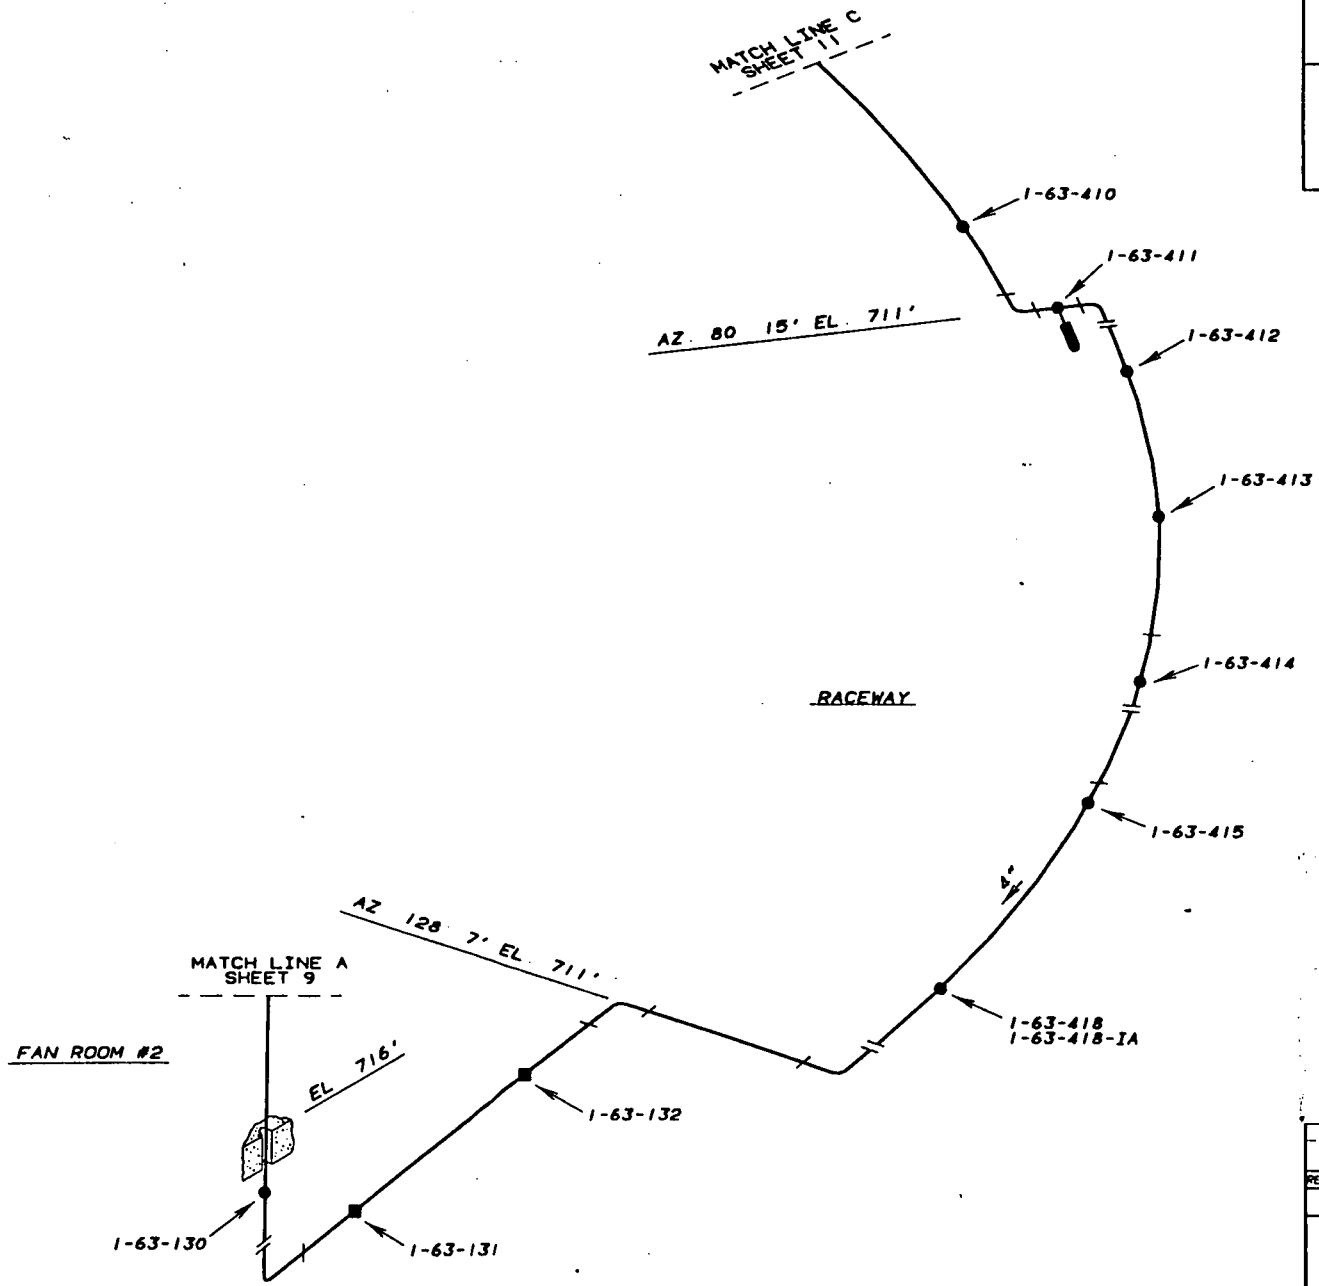 MATCH LINE C
SHEET 11
1-63-410
1-63-411
AZ. 80 15' EL. 711'
1-63-412
1-63-413
1-63-414
RACEWAY
1-63-415
4"
AZ 128 7' EL. 711'
MATCH LINE A
SHEET 9
1-63-418
1-63-418-IA
FAN ROOM #2
EL 716'
1-63-132
1-63-130
1-63-131